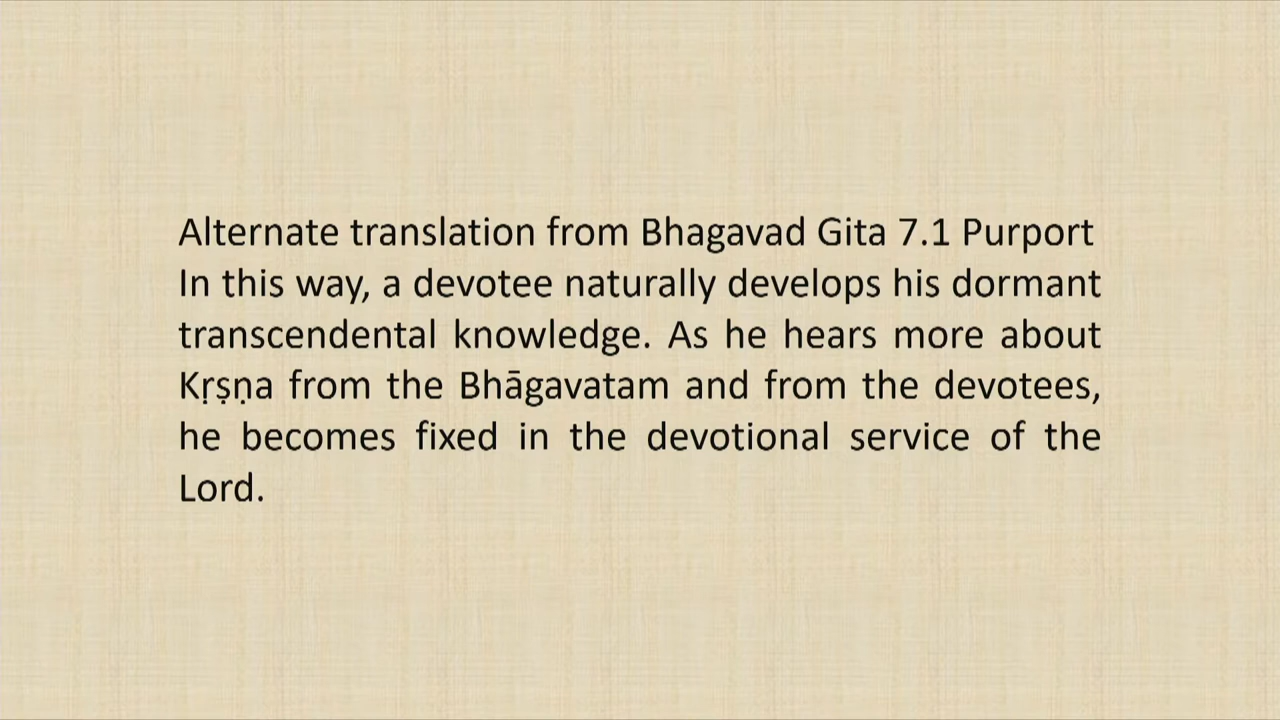 Alternate translation from Bhagavad Gita 7.1 Purport
In this way, a devotee naturally develops his dormant
transcendental knowledge. As he hears more about
Kṛṣṇa from the Bhāgavatam and from the devotees,
he becomes fixed in the devotional service of the
Lord.